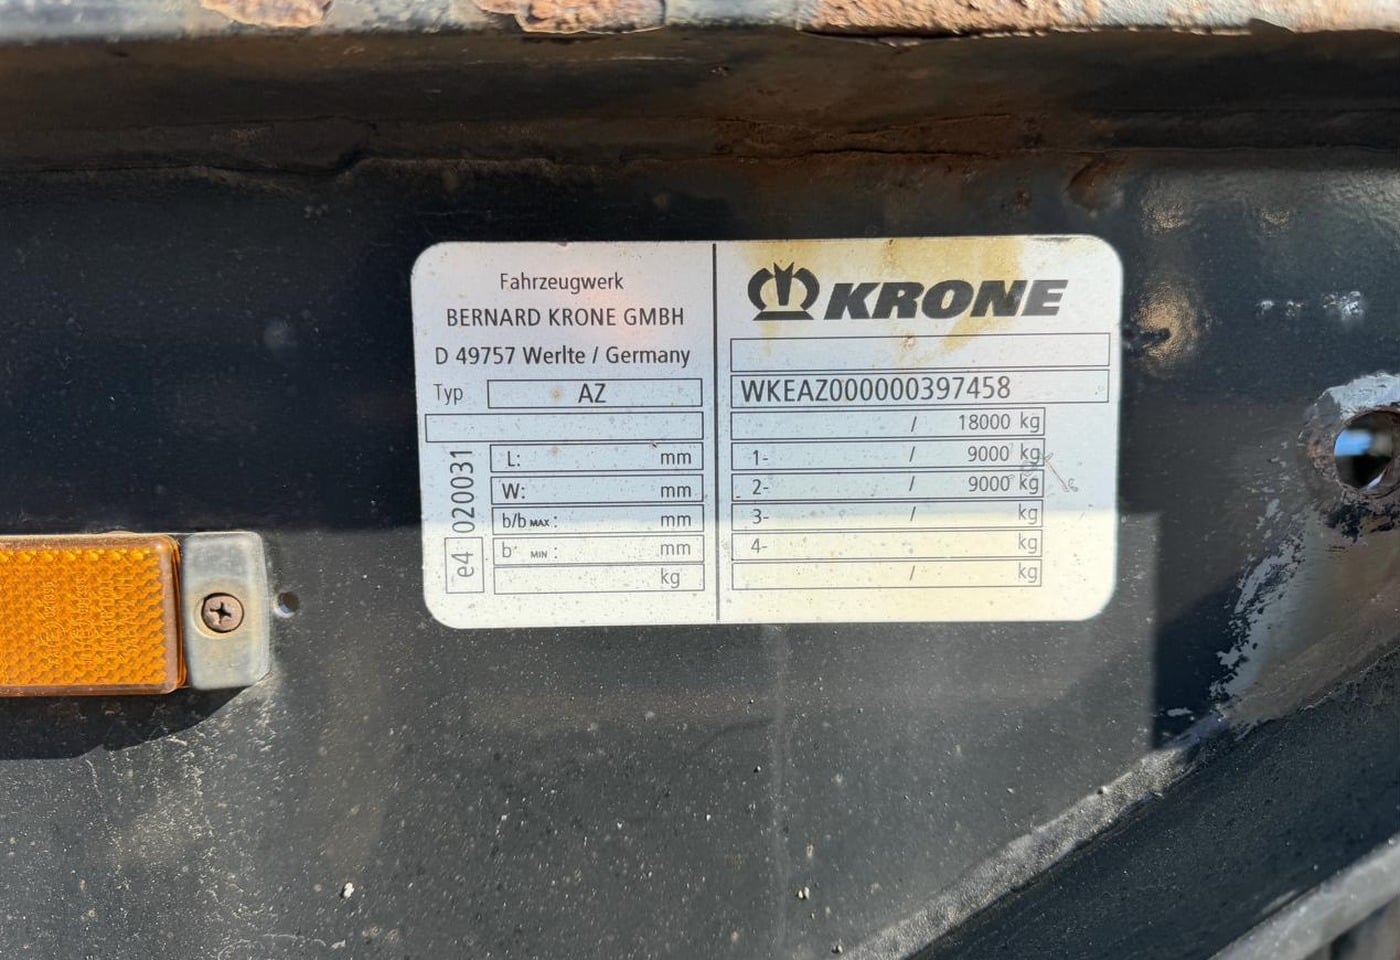 Fahrzeugwerk
BERNARD KRONE GMBH
D 49757 Werlte / Germany
Typ AZ
L: mm
W: mm
b/b MAX : mm
b MIN : mm
kg
e4 020031
KRONE
WKEAZ000000397458
/ 18000 kg
1- / 9000 kg
2- / 9000 kg
3- / kg
4- kg
/ kg